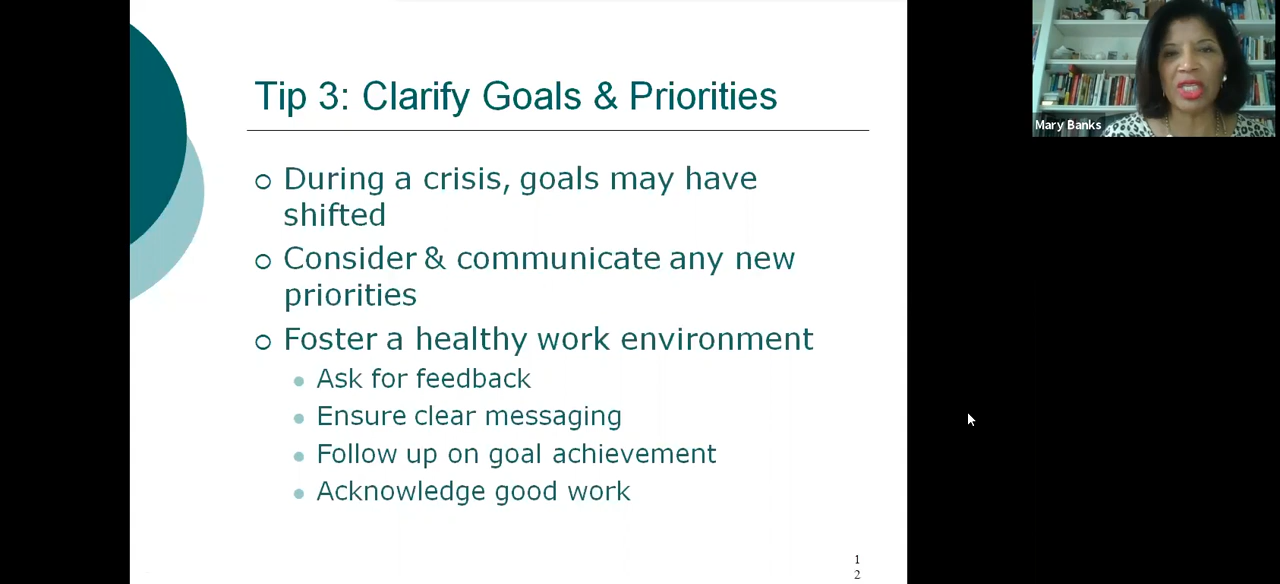 Tip 3: Clarify Goals & Priorities
During a crisis, goals may have
shifted
Consider & communicate any new
priorities
Foster a healthy work environment
Ask for feedback
Ensure clear messaging
Follow up on goal achievement
Acknowledge good work
1
2
Mary Banks